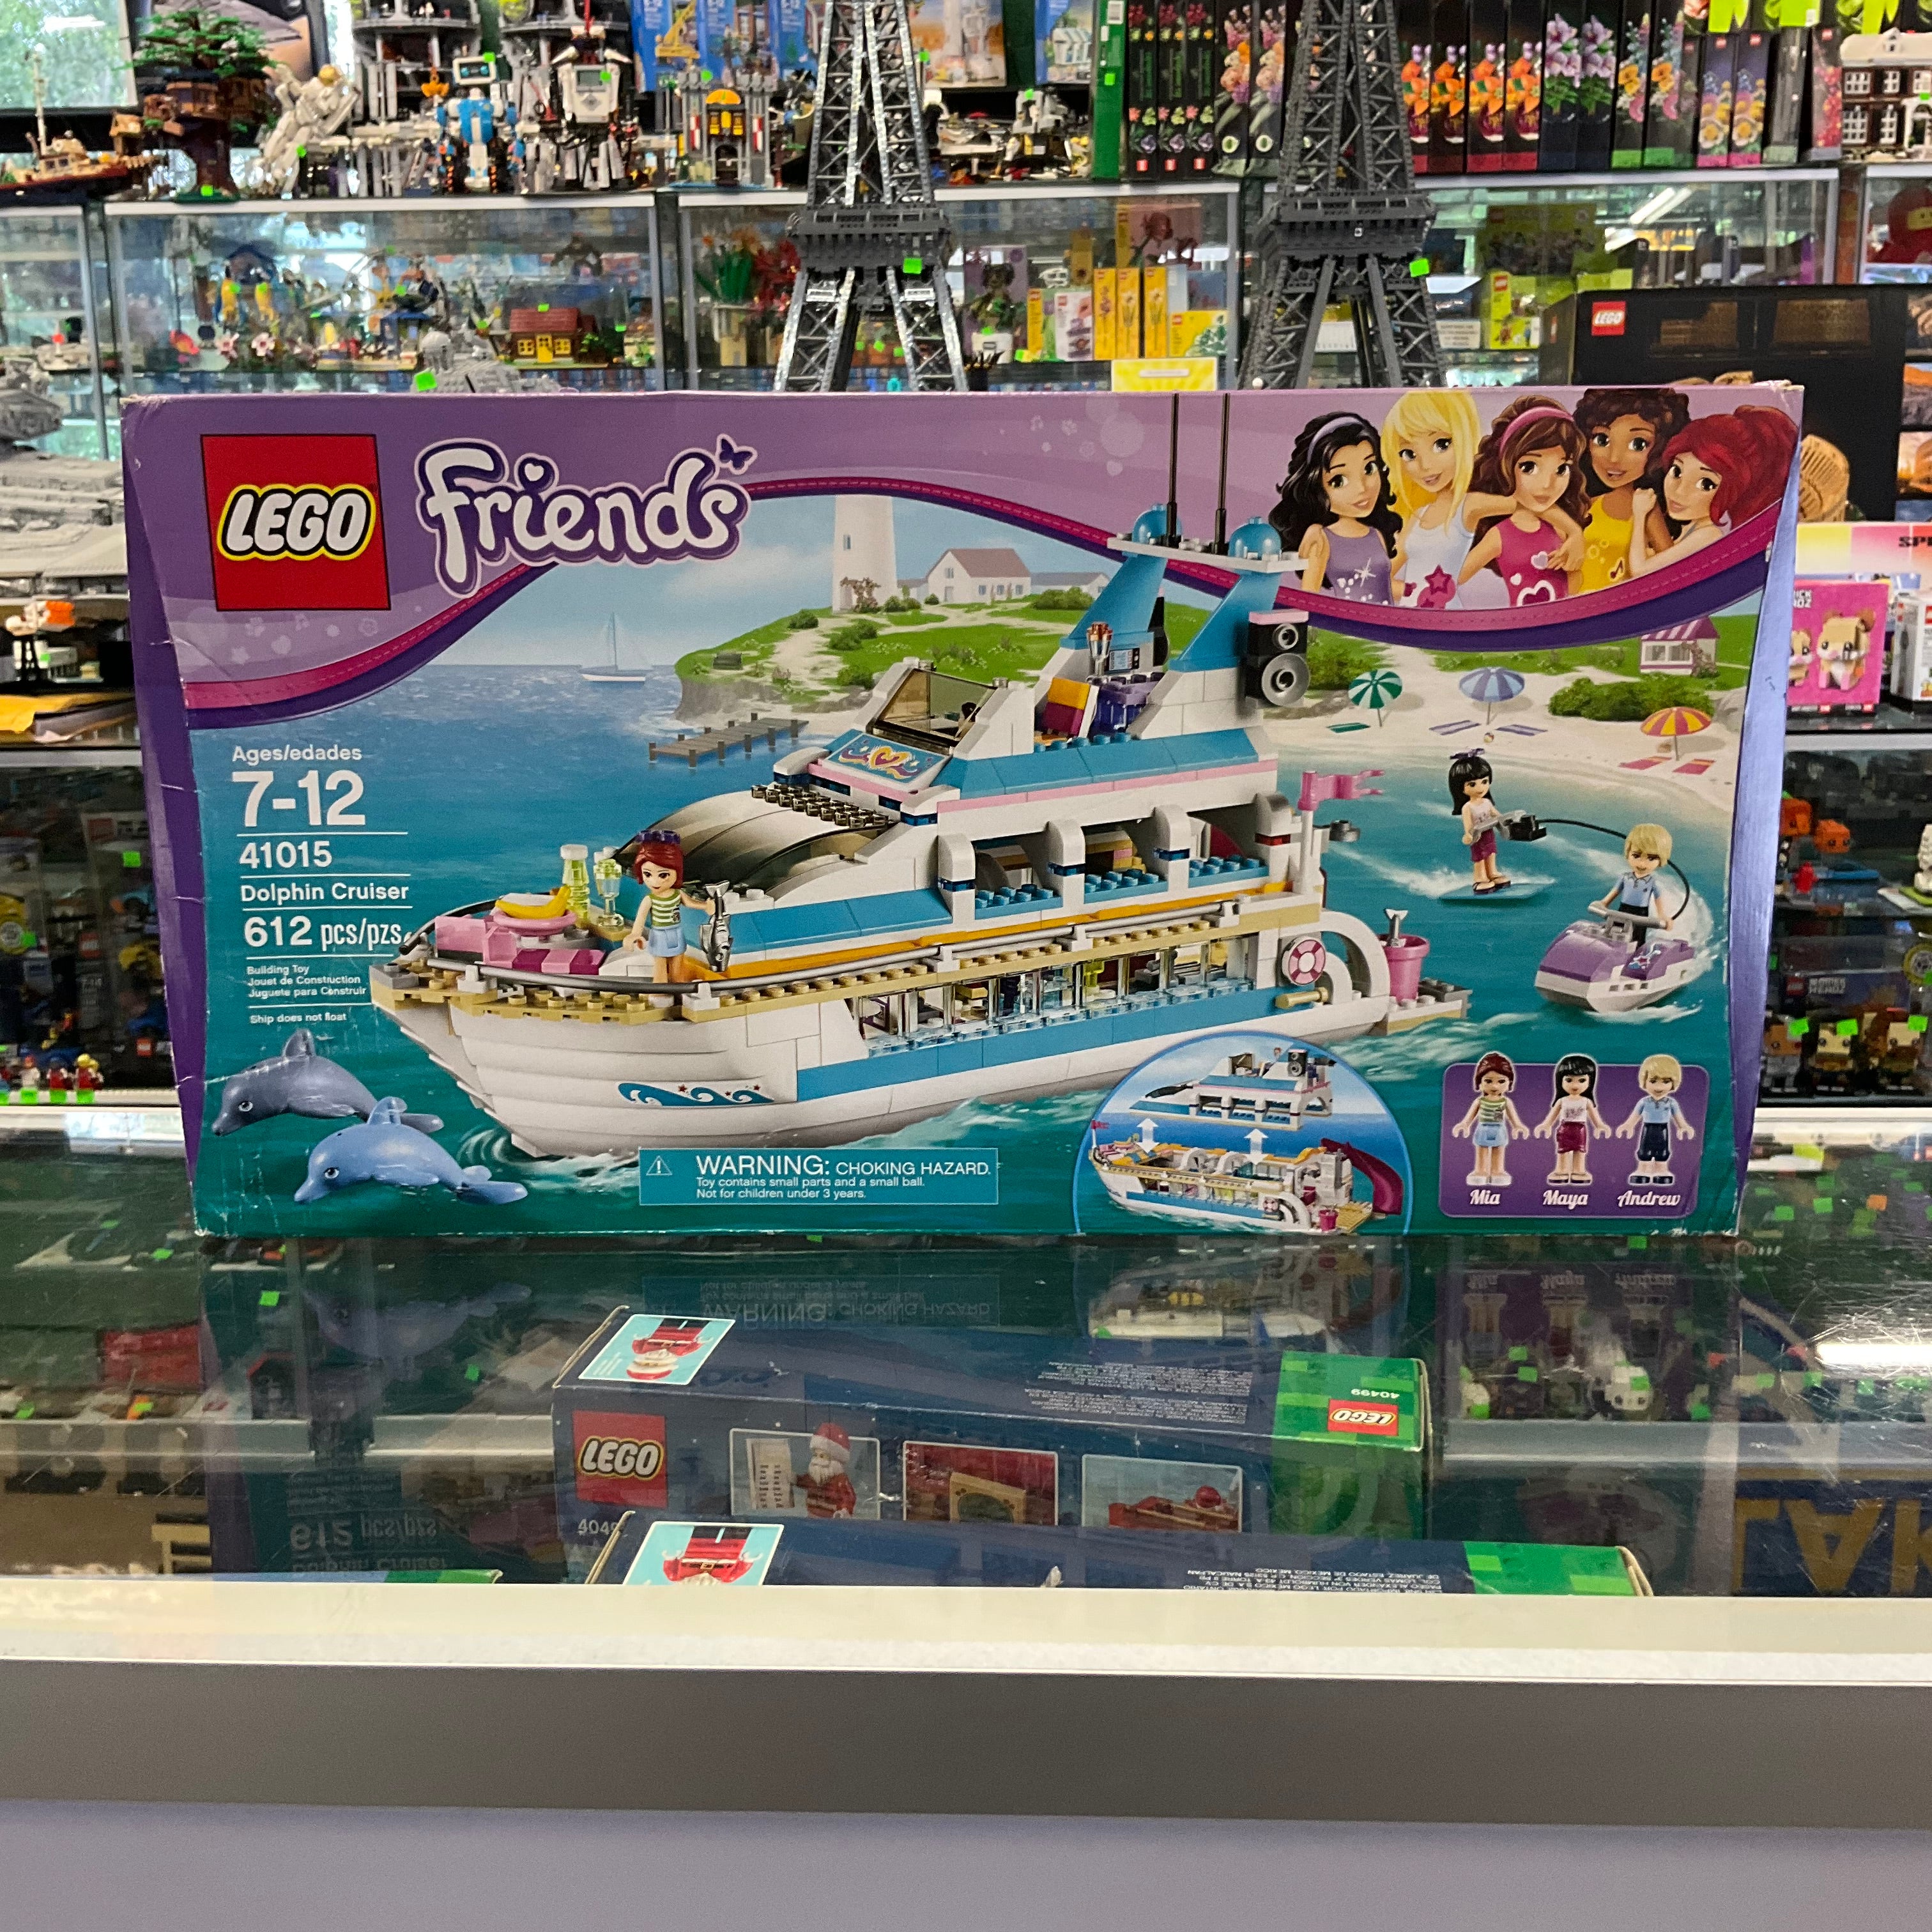 LEGO
Friends
Ages/edades
7-12
41015
Dolphin Cruiser
612 pcs/pzs.
Building Toy
Jouet de Construction
Juguete para Construir
Ship does not float
WARNING: CHOKING HAZARD.
Toy contains small parts and a small ball.
Not for children under 3 years.
Mia Maya Andrew
LEGO
40499
LEGO
LEGO